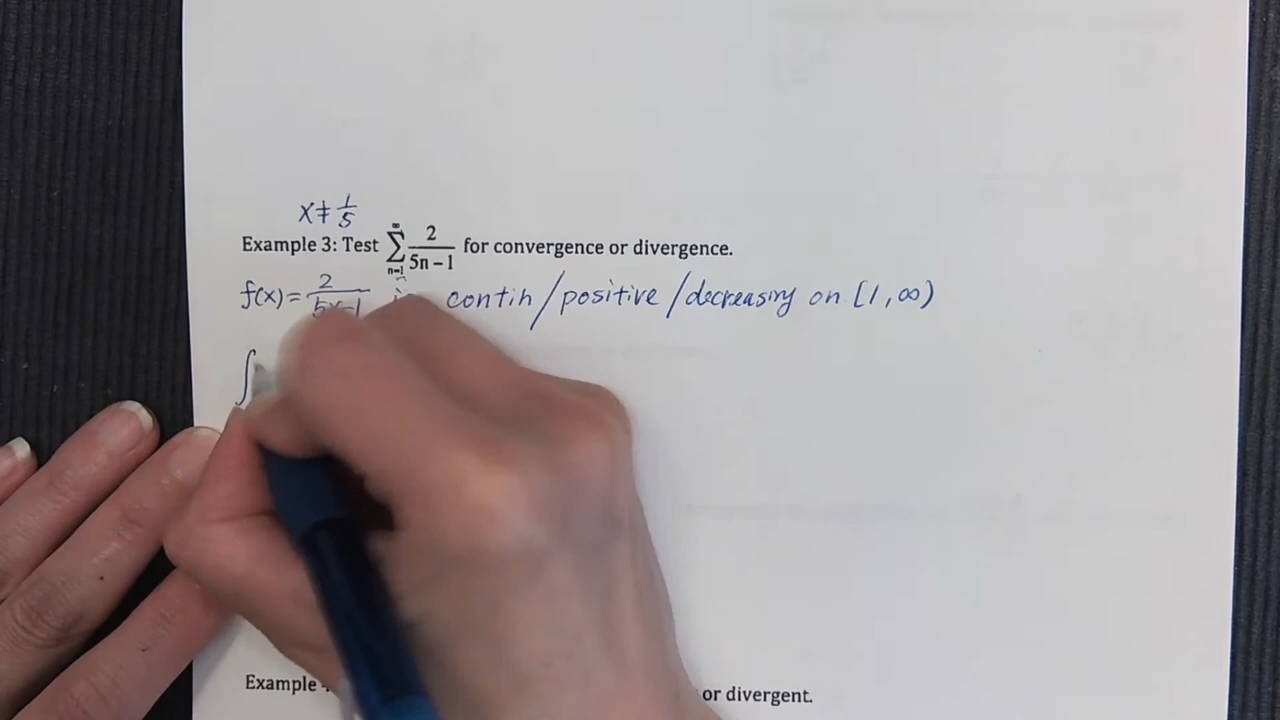 x ≠ 1/5
Example 3: Test ∞ ∑ n=1 2/(5n – 1) for convergence or divergence.
f(x) = 2/(5x-1) contin/positive/decreasing on [1, ∞)
∫
Example
or divergent.